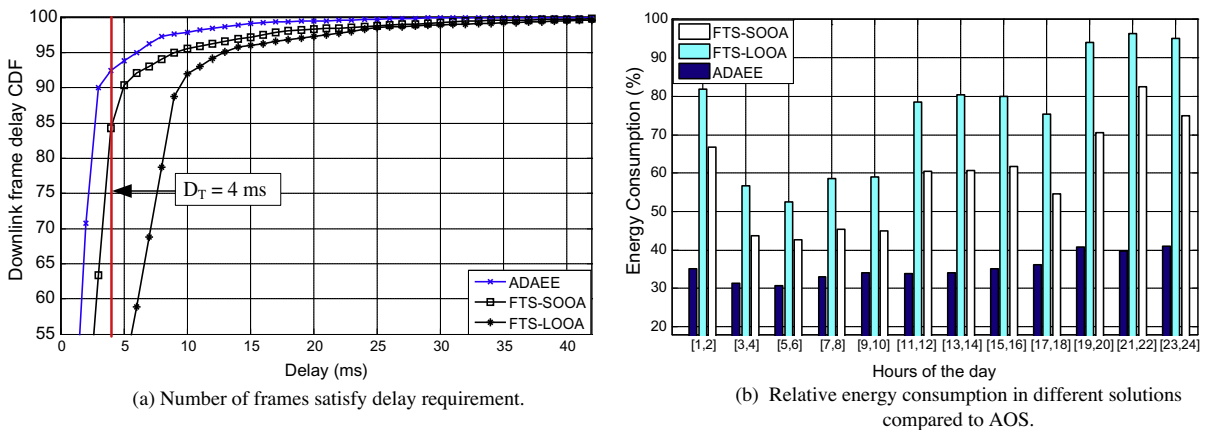 100
95
90
85
80
75
70
65
60
55
Downlink frame delay CDF
D_T = 4 ms
ADAEE
FTS-SOOA
FTS-LOOA
0 5 10 15 20 25 30 35 40
Delay (ms)
(a) Number of frames satisfy delay requirement.
100
90
80
70
60
50
40
30
20
Energy Consumption (%)
FTS-SOOA
FTS-LOOA
ADAEE
[1,2] [3,4] [5,6] [7,8] [9,10] [11,12] [13,14] [15,16] [17,18] [19,20] [21,22] [23,24]
Hours of the day
(b) Relative energy consumption in different solutions
compared to AOS.